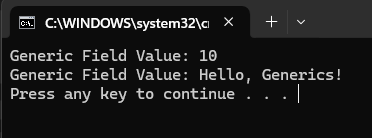 C:\WINDOWS\system32\c
Generic Field Value: 10
Generic Field Value: Hello, Generics!
Press any key to continue . . .